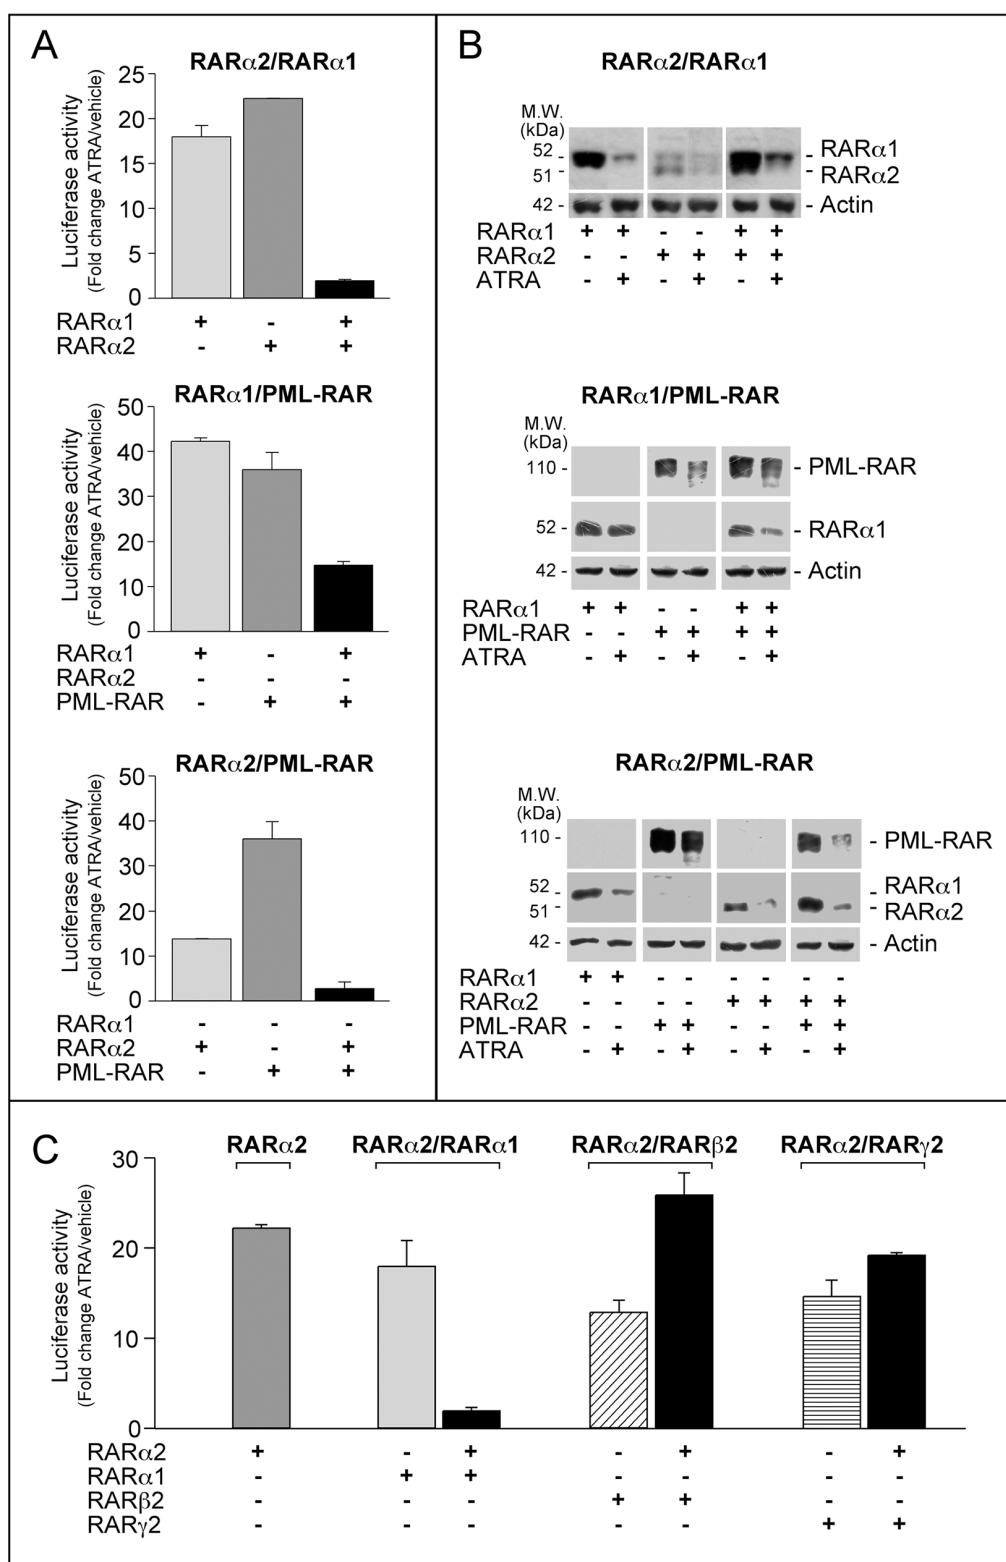 A
RARα2/RARα1
Luciferase activity
(Fold change ATRA/vehicle)
25
20
15
10
5
0
RARα1 + - +
RARα2 - + +
RARα1/PML-RAR
Luciferase activity
(Fold change ATRA/vehicle)
50
40
30
20
10
0
RARα1 + - +
RARα2 - - -
PML-RAR - + +
RARα2/PML-RAR
Luciferase activity
(Fold change ATRA/vehicle)
50
40
30
20
10
0
RARα1 - - -
RARα2 + - +
PML-RAR - + +
B
RARα2/RARα1
M.W.
(kDa)
52 - - RARα1
51 - - RARα2
42 - - Actin
RARα1 + + - - + +
RARα2 - - + + + +
ATRA - + - + - +
RARα1/PML-RAR
M.W.
(kDa)
110 - - PML-RAR
52 - - RARα1
42 - - Actin
RARα1 + + - - + +
PML-RAR - - + + + +
ATRA - + - + - +
RARα2/PML-RAR
M.W.
(kDa)
110 - - PML-RAR
52 - - RARα1
51 - - RARα2
42 - - Actin
RARα1 + + - - - - - -
RARα2 - - - - + + + +
PML-RAR - - + + - - + +
ATRA - + - + - + - +
C
RARα2 RARα2/RARα1 RARα2/RARβ2 RARα2/RARγ2
Luciferase activity
(Fold change ATRA/vehicle)
30
20
10
0
RARα2 + - + - + - +
RARα1 - + + - - - -
RARβ2 - - - + + - -
RARγ2 - - - - - + +